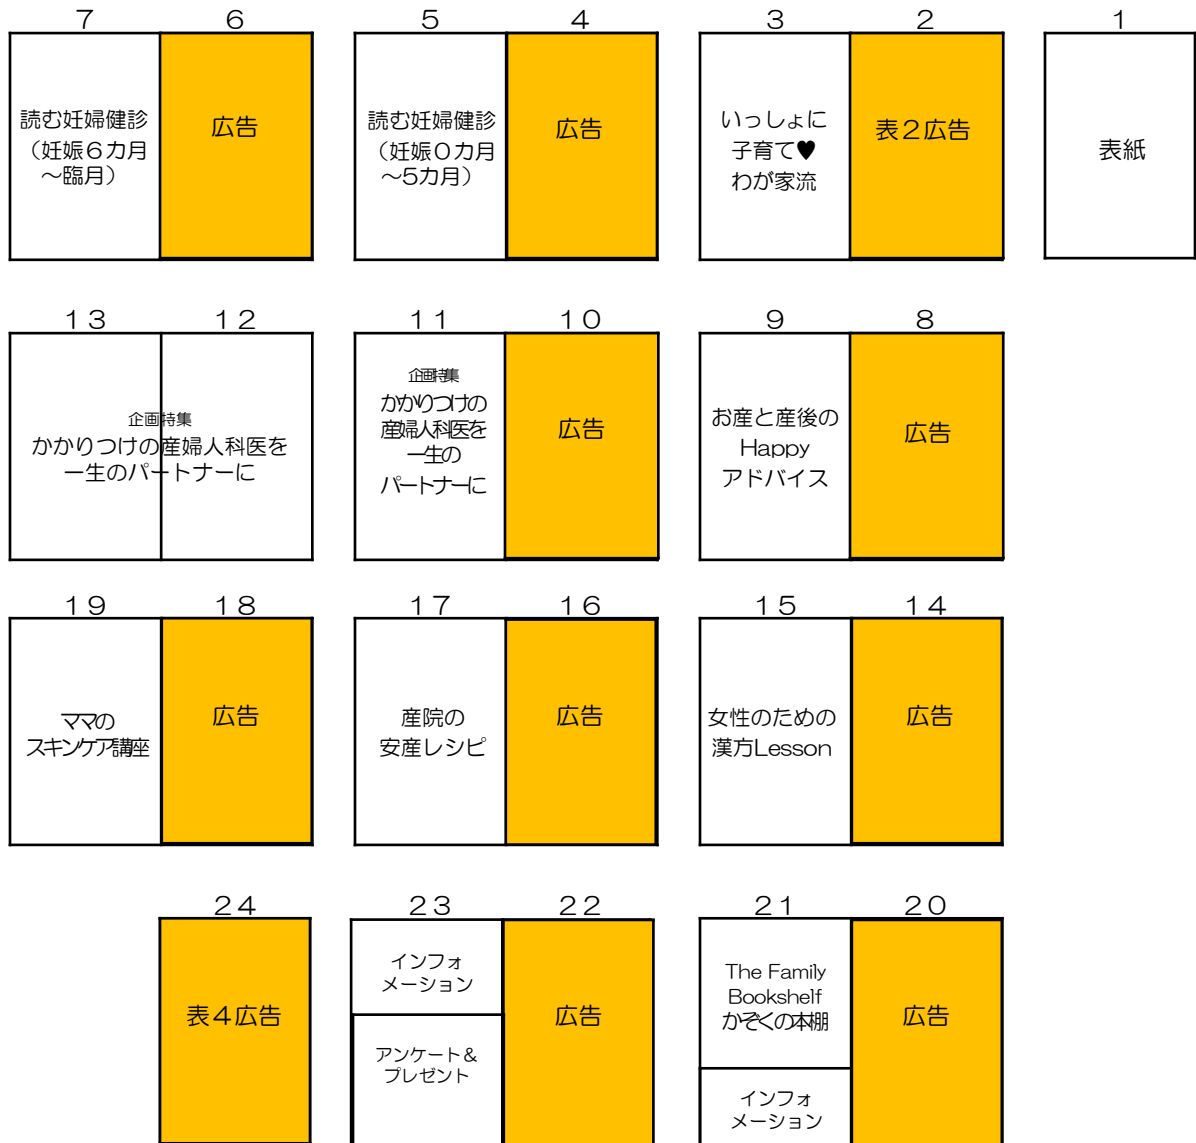 7
6
5
4
3
2
1
読む妊婦健診
（妊娠６カ月
～臨月）
広告
読む妊婦健診
（妊娠０カ月
～5カ月）
広告
いっしょに
子育て♥
わが家流
表２広告
表紙
13
12
11
10
9
8
企画特集
かかりつけの産婦人科医を
一生のパートナーに
企画特集
かかりつけの
産婦人科医を
一生の
パートナーに
広告
お産と産後の
Happy
アドバイス
広告
19
18
17
16
15
14
ママの
スキンケア講座
広告
産院の
安産レシピ
広告
女性のための
漢方Lesson
広告
24
23
22
21
20
表４広告
インフォ
メーション
アンケート＆
プレゼント
広告
The Family
Bookshelf
かぞくの本棚
インフォ
メーション
広告